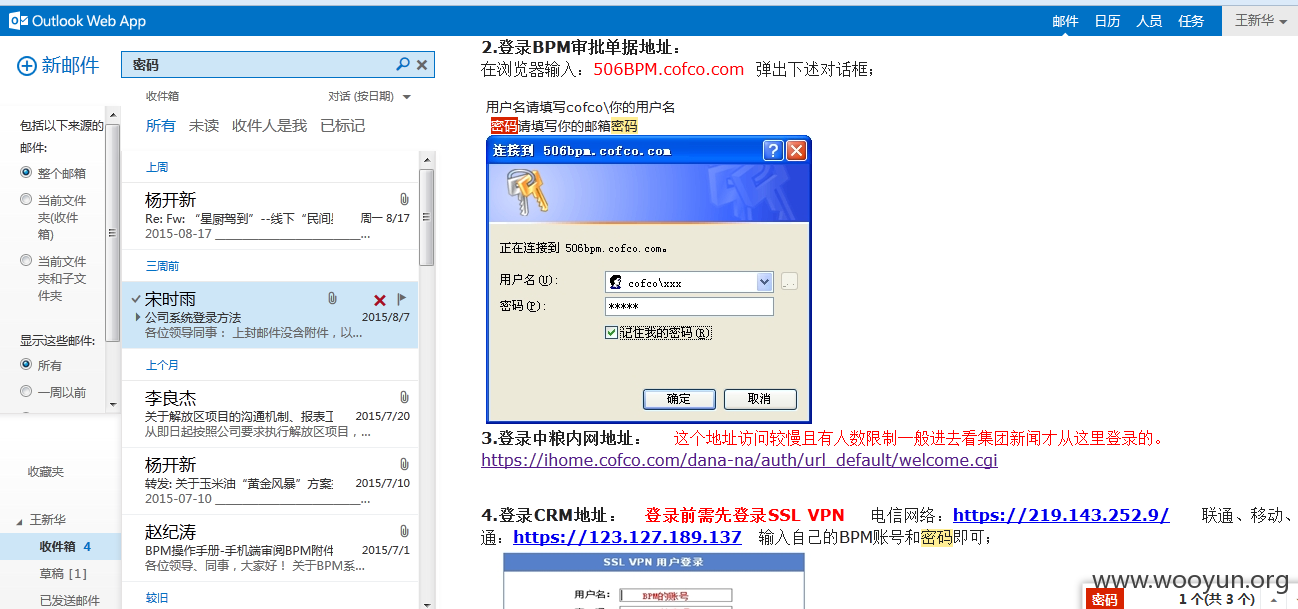 Outlook Web App
邮件 日历 人员 任务 王新华
新邮件
密码
收件箱 对话 (按日期)
所有 未读 收件人是我 已标记
包括以下来源的
邮件:
整个邮箱
当前文件
夹(收件
箱)
当前文件
夹和子文
件夹
显示这些邮件:
所有
一周以前
收藏夹
王新华
收件箱 4
草稿 [1]
已发送邮件
上周
杨开新
Re: Fw: “星厨驾到”--线下“民间 周一 8/17
2015-08-17 ____________________...
三周前
宋时雨
公司系统登录方法 2015/8/7
各位领导同事： 上封邮件没含附件，以...
上个月
李良杰
关于解放区项目的沟通机制、报表工 2015/7/20
从即日起按照公司要求执行解放区项目，...
杨开新
转发: 关于玉米油“黄金风暴”方案 2015/7/10
2015-07-10 ____________________...
赵纪涛
BPM操作手册-手机端审阅BPM附件 2015/7/1
各位领导、同事，大家好！ 关于BPM系...
较旧
2.登录BPM审批单据地址：
在浏览器输入：506BPM.cofco.com 弹出下述对话框；
用户名请填写cofco\你的用户名
密码请填写你的邮箱密码
连接到 506bpm.cofco.com
正在连接到 506bpm.cofco.com。
用户名(U): cofco\xxx
密码(P): *****
记住我的密码(R)
确定 取消
3.登录中粮内网地址： 这个地址访问较慢且有人数限制一般进去看集团新闻才从这里登录的。
https://ihome.cofco.com/dana-na/auth/url_default/welcome.cgi
4.登录CRM地址： 登录前需先登录SSL VPN 电信网络：https://219.143.252.9/ 联通、移动、
通：https://123.127.189.137 输入自己的BPM账号和密码即可；
SSL VPN 用户登录
用户名: BPM的账号
www.wooyun.org
密码 1 个(共 3 个)